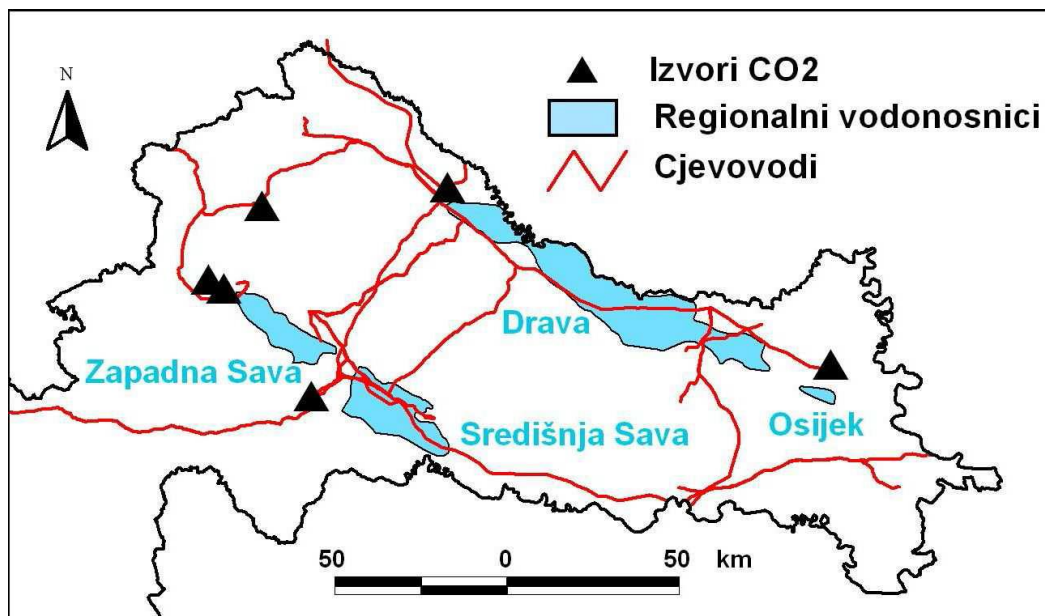 N
Izvori CO2
Regionalni vodonosnici
Cjevovodi
Drava
Zapadna Sava
Središnja Sava
Osijek
50 0 50 km